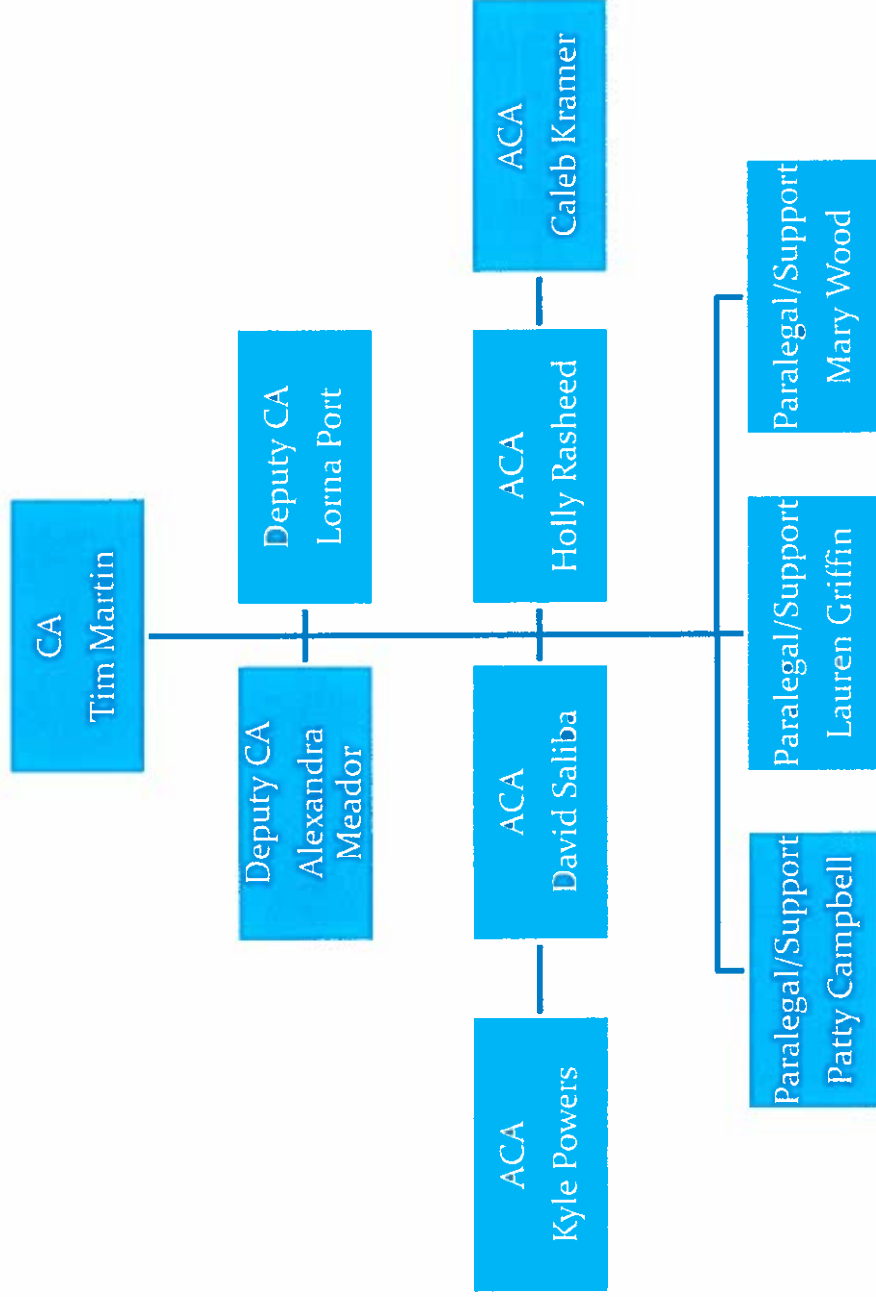 CA
Tim Martin
Deputy CA
Alexandra
Meador
Deputy CA
Lorna Port
ACA
Kyle Powers
ACA
David Saliba
ACA
Holly Rasheed
ACA
Caleb Kramer
Paralegal/Support
Patty Campbell
Paralegal/Support
Lauren Griffin
Paralegal/Support
Mary Wood